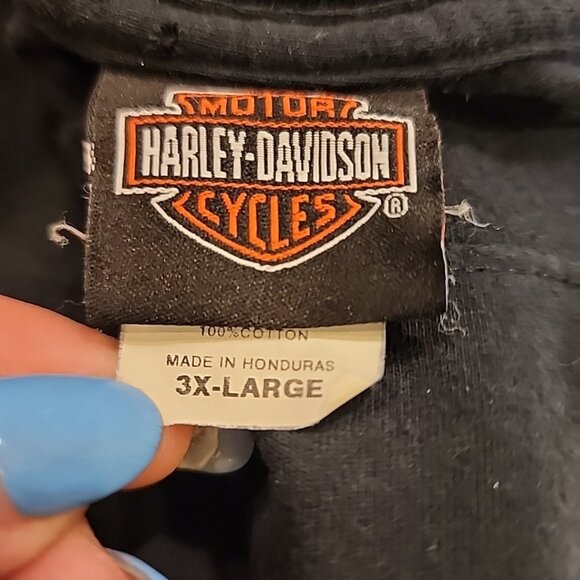 MOTOR
HARLEY-DAVIDSON
CYCLES
®
100% COTTON
MADE IN HONDURAS
3X-LARGE